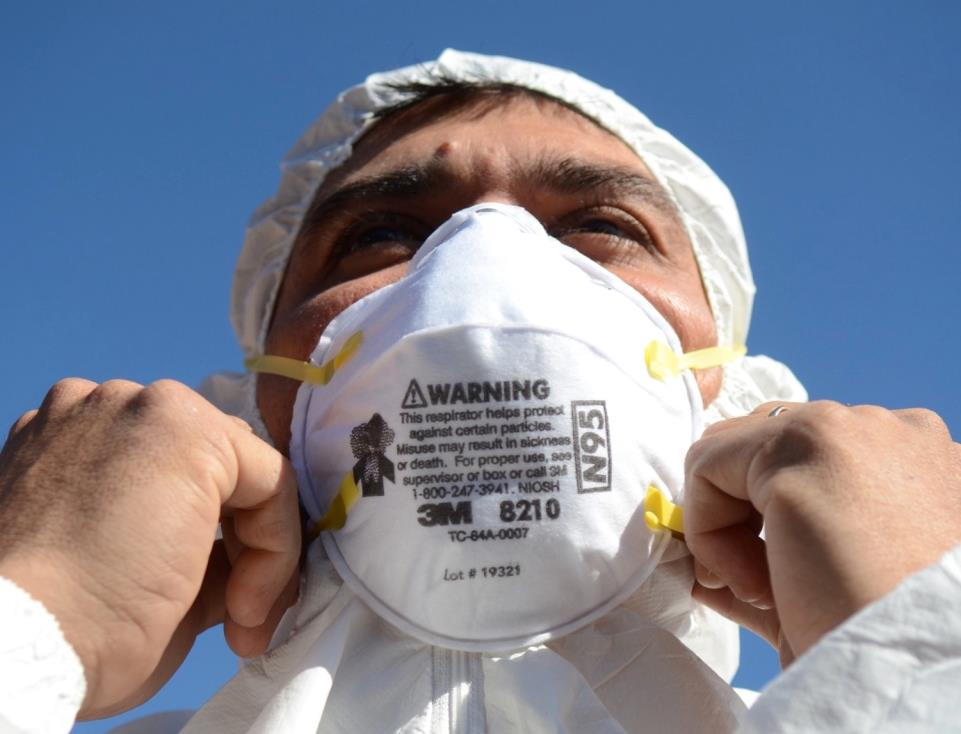 WARNING
This respirator helps protect
against certain particles.
Misuse may result in sickness
or death. For proper use, see
supervisor or box or call 3M
1-800-247-3941. NIOSH
N95
3M 8210
TC-84A-0007
Lot # 19321